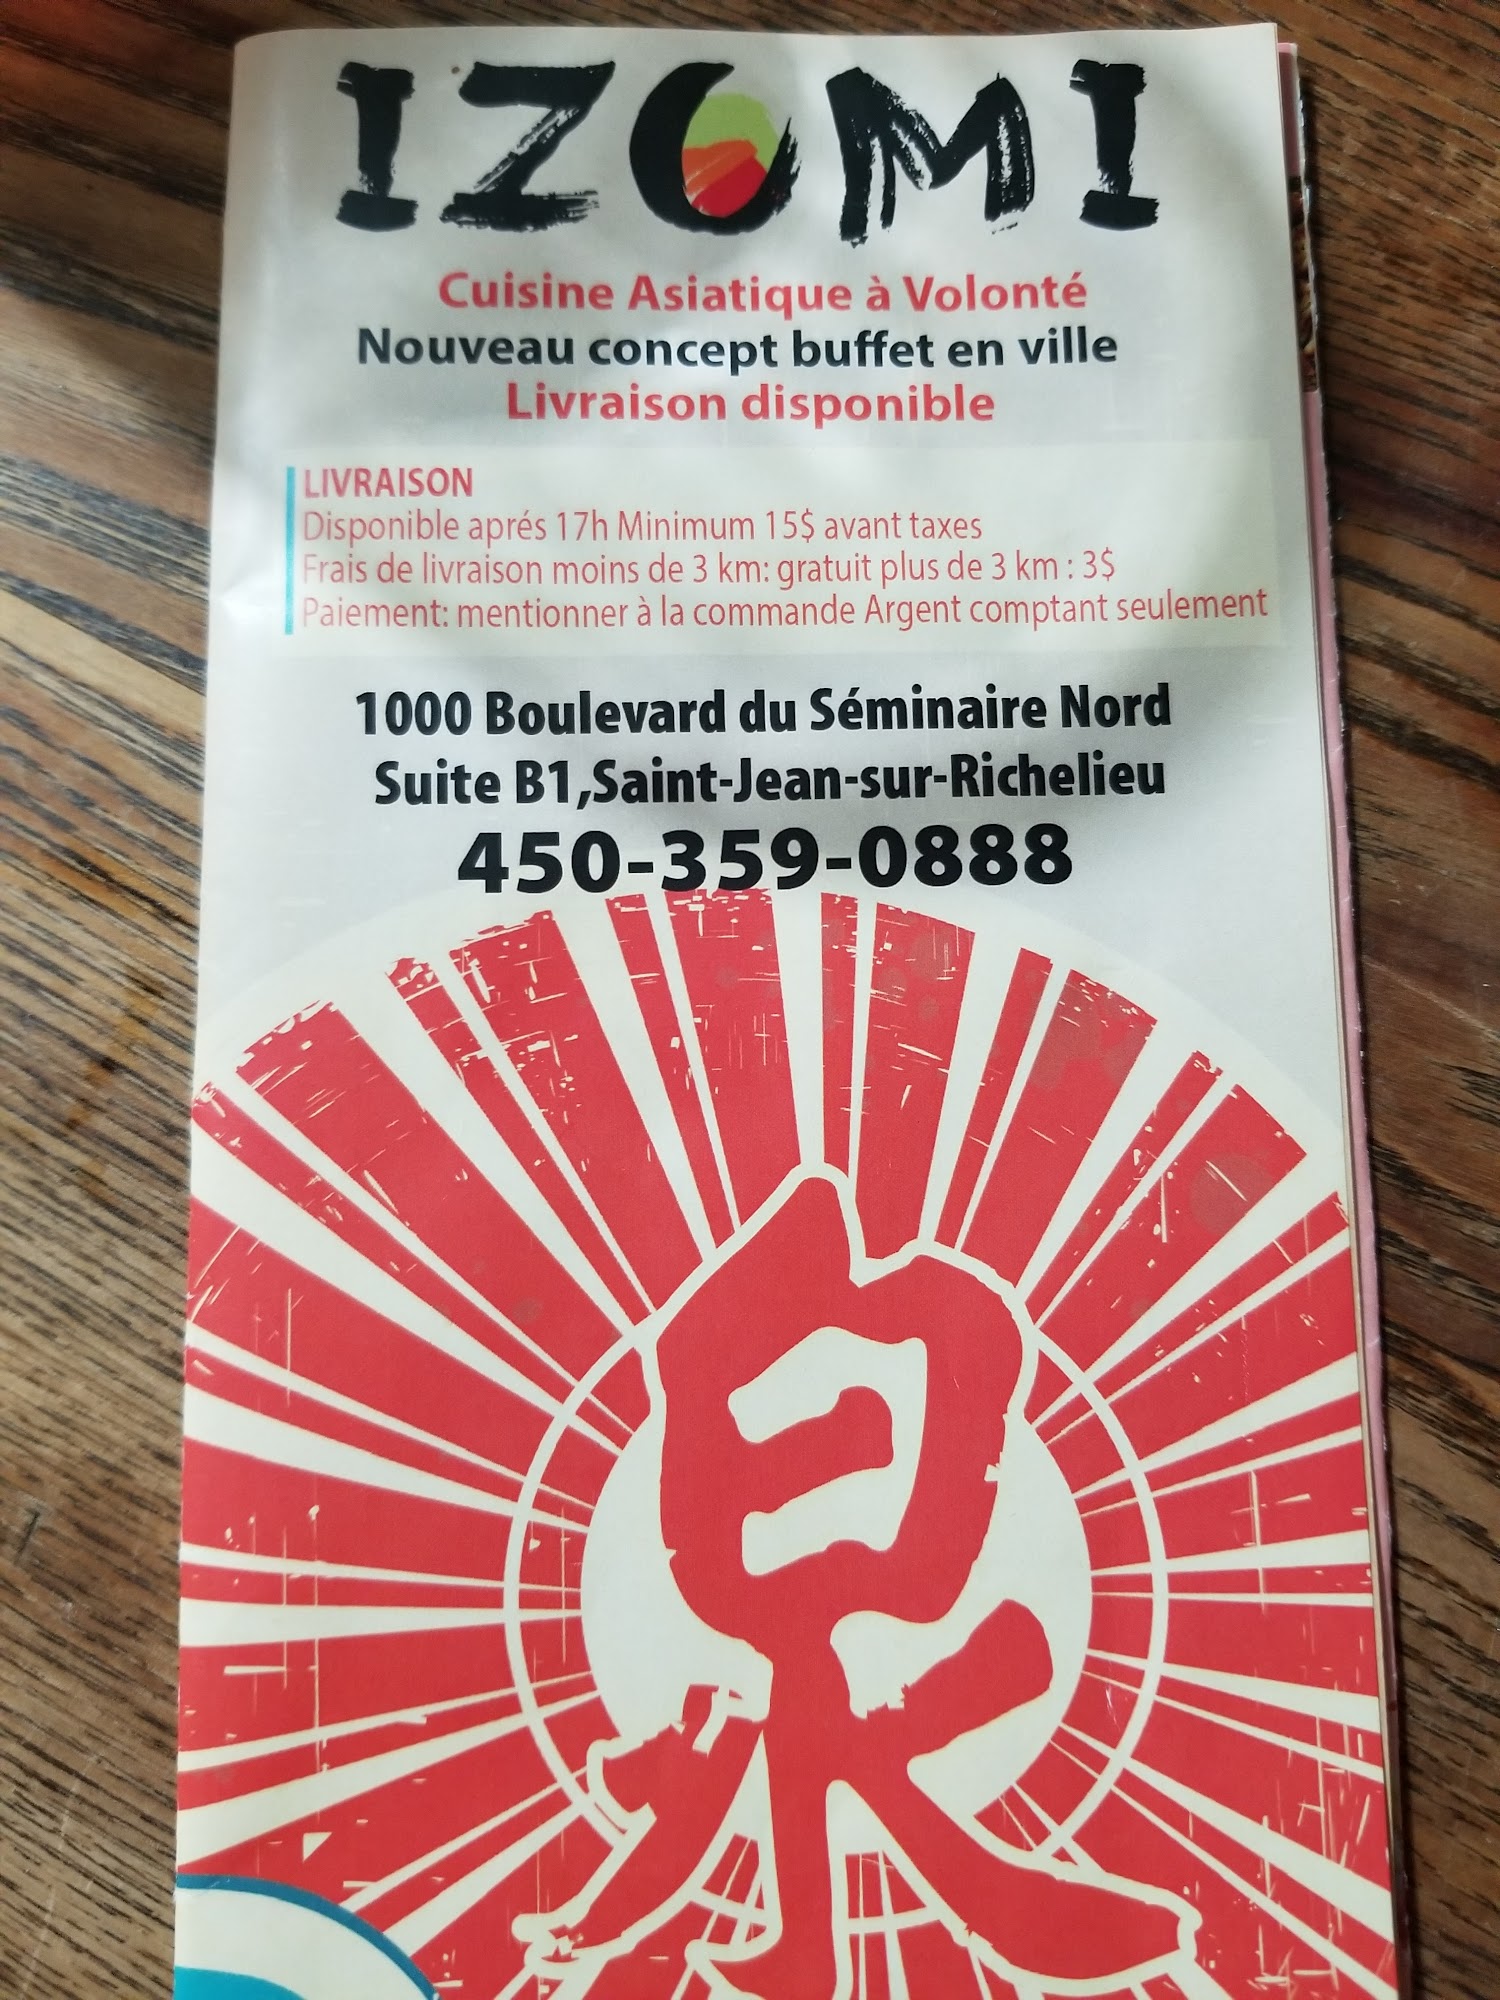 IZOMI
Cuisine Asiatique à Volonté
Nouveau concept buffet en ville
Livraison disponible
LIVRAISON
Disponible aprés 17h Minimum 15$ avant taxes
Frais de livraison moins de 3 km: gratuit plus de 3 km : 3$
Paiement: mentionner à la commande Argent comptant seulement
1000 Boulevard du Séminaire Nord
Suite B1,Saint-Jean-sur-Richelieu
450-359-0888